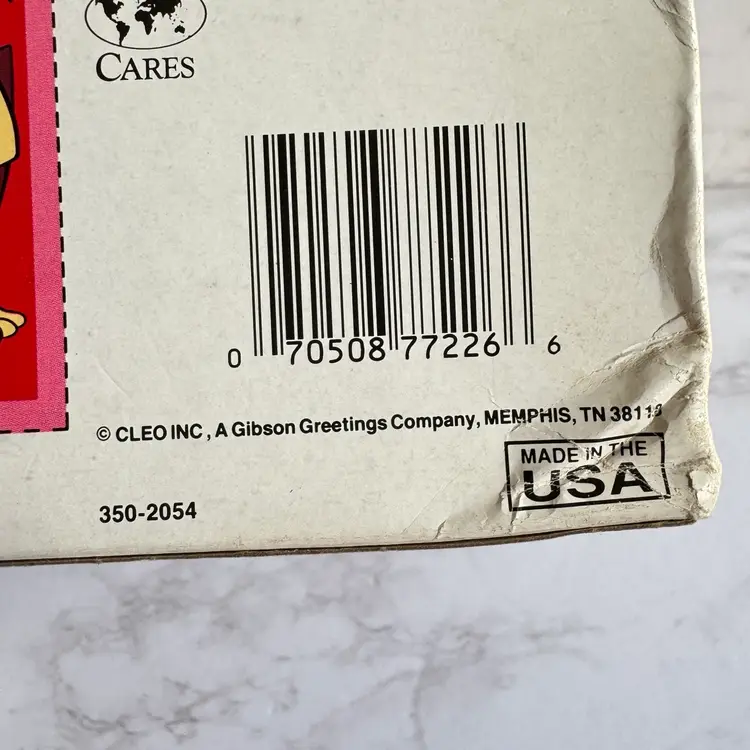 CARES
0 70508 77226 6
© CLEO INC, A Gibson Greetings Company, MEMPHIS, TN
MADE IN THE
USA
350-2054